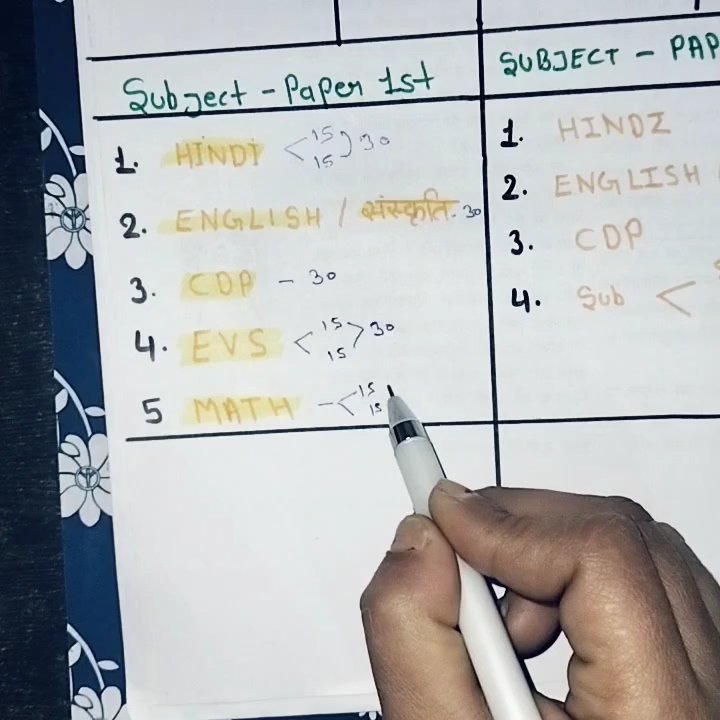 Subject - Paper 1st
1. HINDI < 15 15 ) 30
2. ENGLISH / संस्कृति - 30
3. CDP - 30
4. EVS < 15 15 > 30
5 MATH -< 15 15
SUBJECT - PAP
1. HINDI
2. ENGLISH
3. CDP
4. Sub <